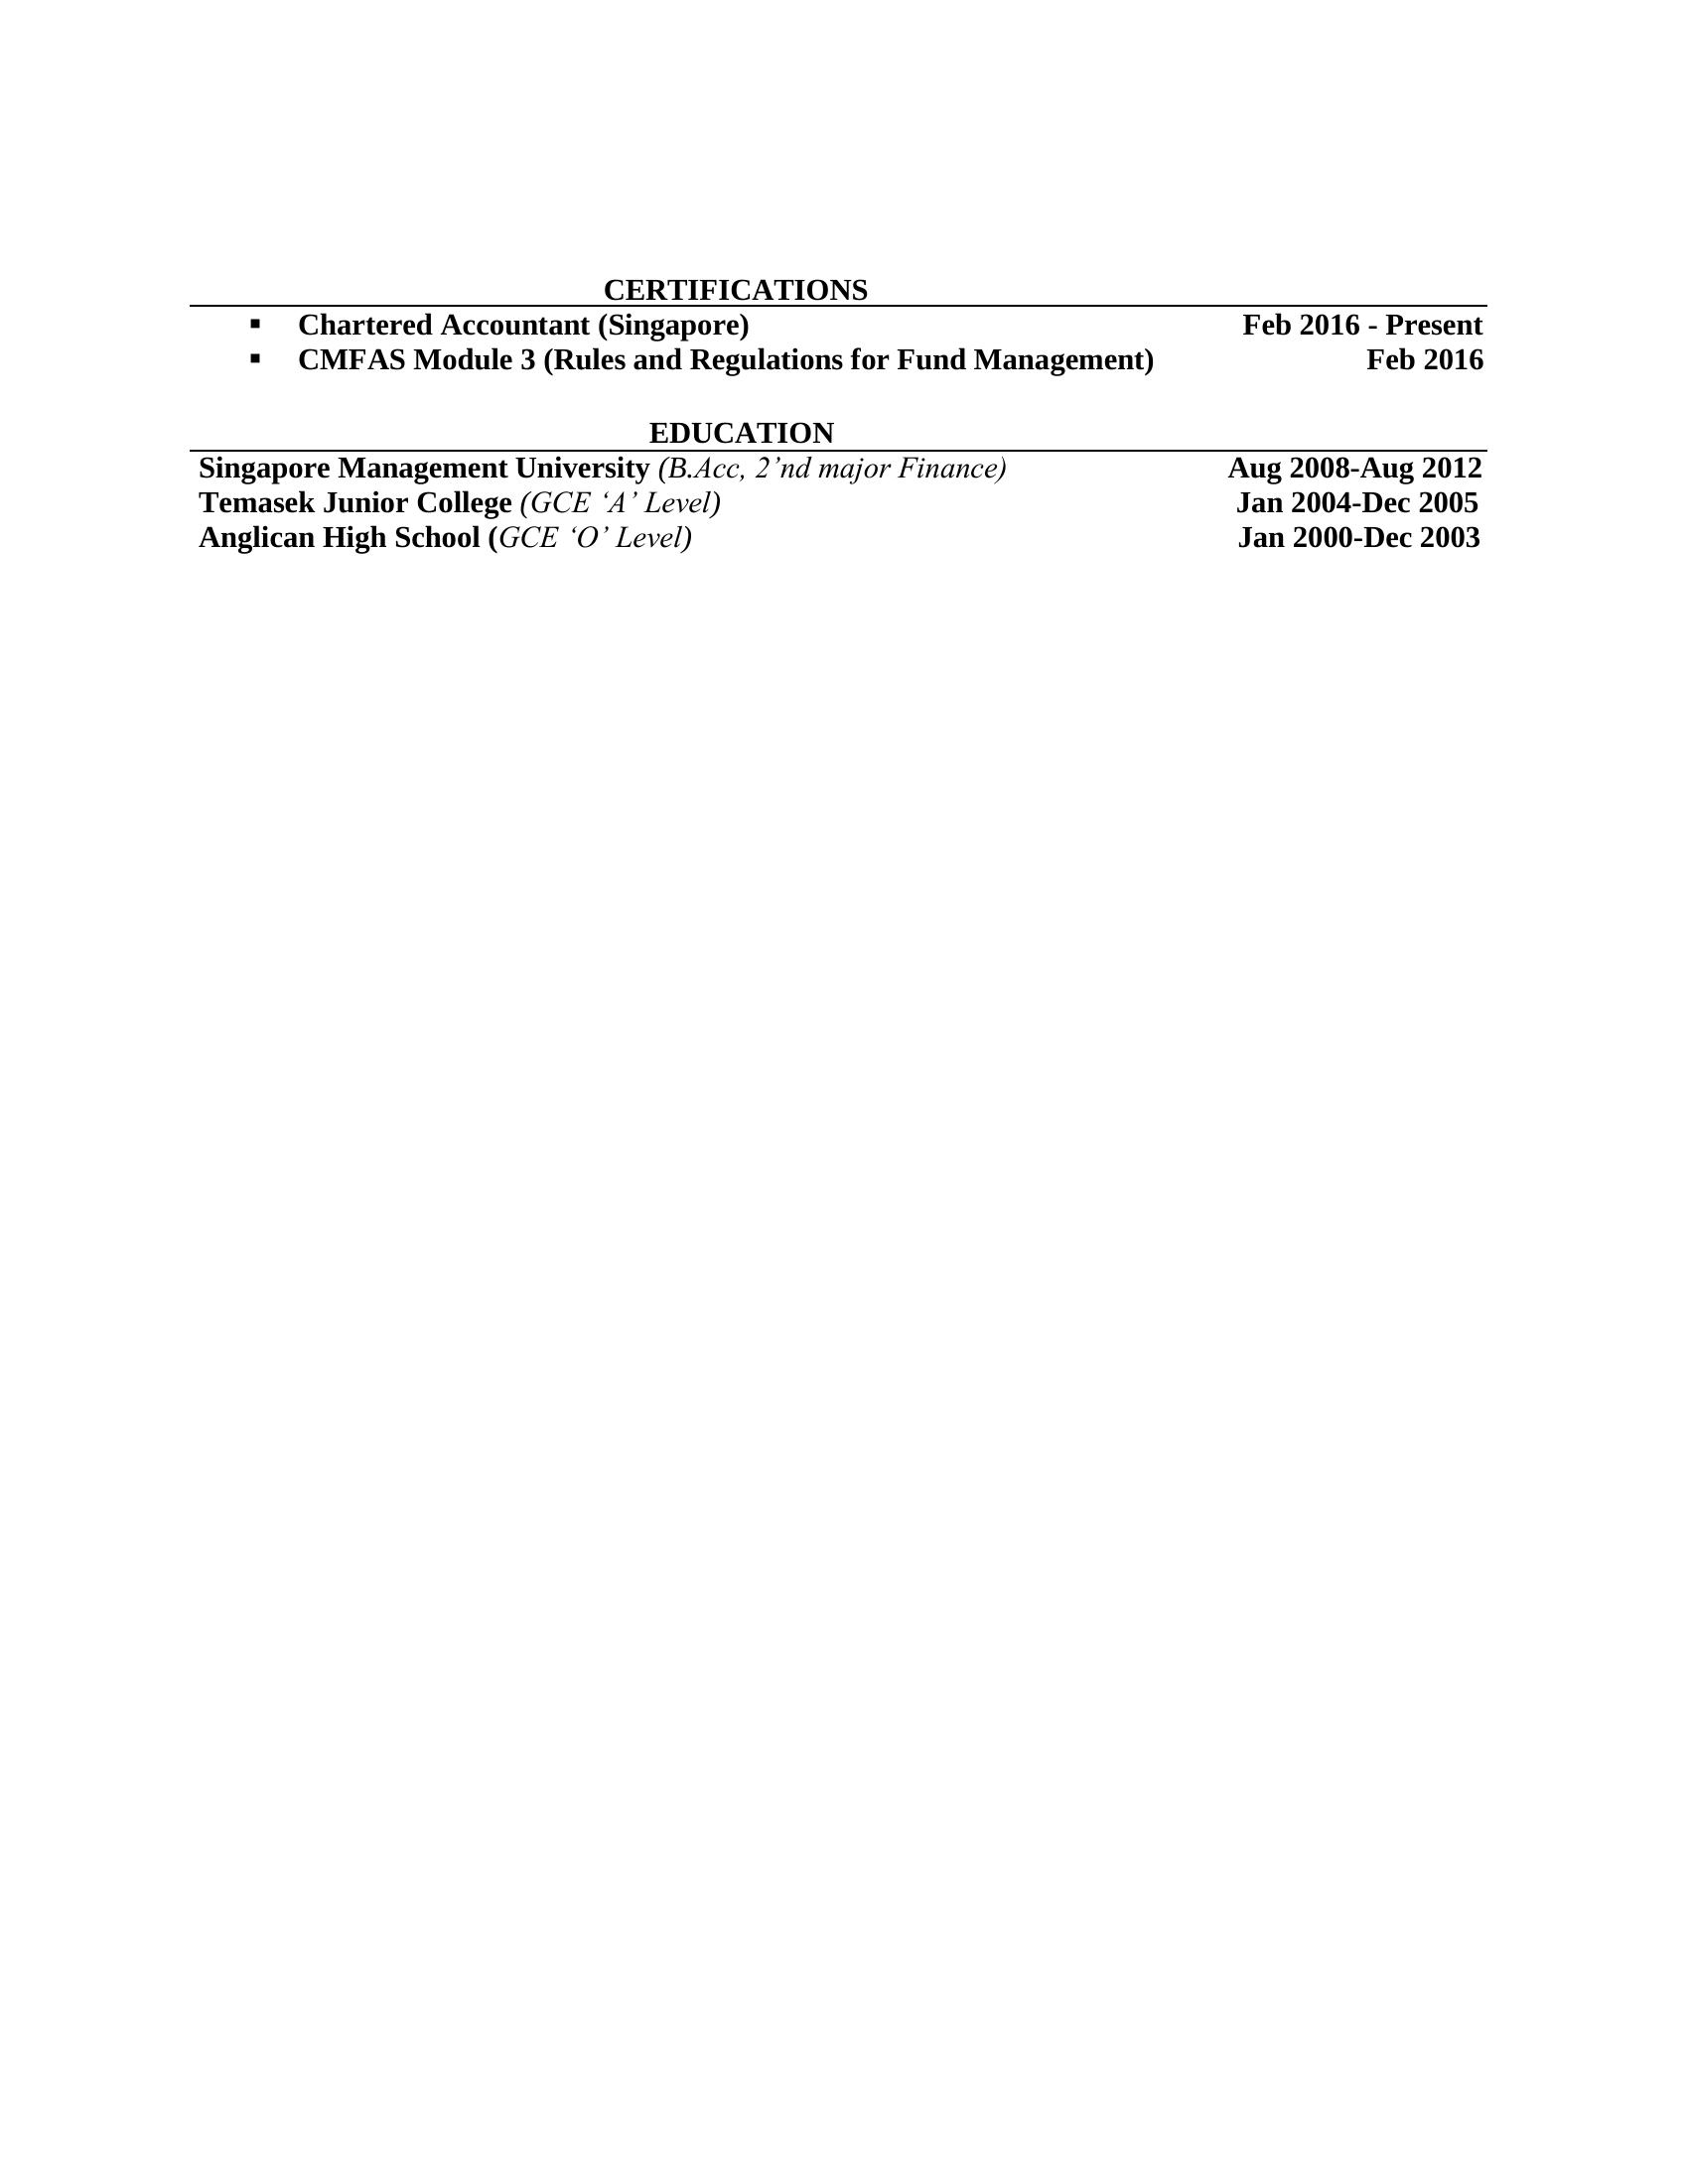 CERTIFICATIONS
▪ Chartered Accountant (Singapore) Feb 2016 - Present
▪ CMFAS Module 3 (Rules and Regulations for Fund Management) Feb 2016
EDUCATION
Singapore Management University (B.Acc, 2’nd major Finance) Aug 2008-Aug 2012
Temasek Junior College (GCE ‘A’ Level) Jan 2004-Dec 2005
Anglican High School (GCE ‘O’ Level) Jan 2000-Dec 2003